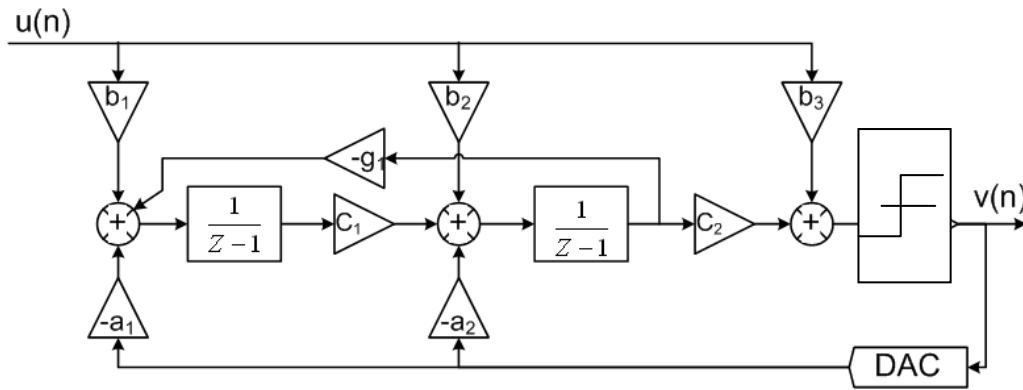 u(n)
b₁
b₂
b₃
-g₁
v(n)
1
Z − 1
C₁
1
Z − 1
C₂
-a₁
-a₂
DAC